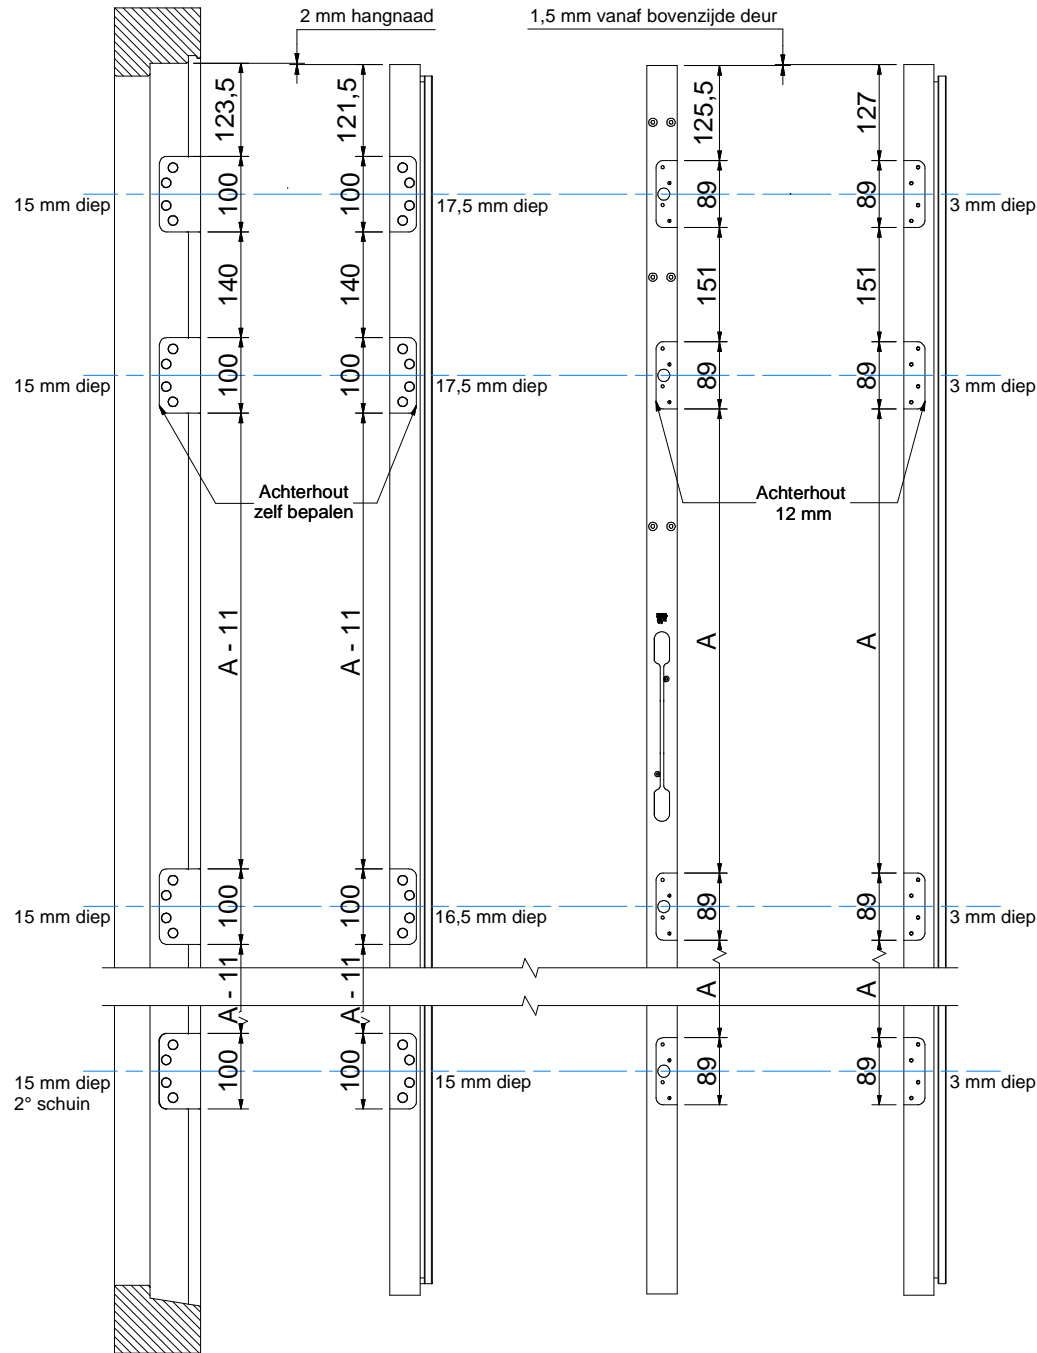 2 mm hangnaad
1,5 mm vanaf bovenzijde deur
123,5
121,5
125,5
127
15 mm diep
100
100
17,5 mm diep
89
89
3 mm diep
140
140
151
151
15 mm diep
100
100
17,5 mm diep
89
89
3 mm diep
Achterhout
zelf bepalen
Achterhout
12 mm
A - 11
A - 11
A
A
15 mm diep
100
100
16,5 mm diep
89
89
3 mm diep
A - 11
A - 11
A
A
15 mm diep
2° schuin
100
100
15 mm diep
89
89
3 mm diep